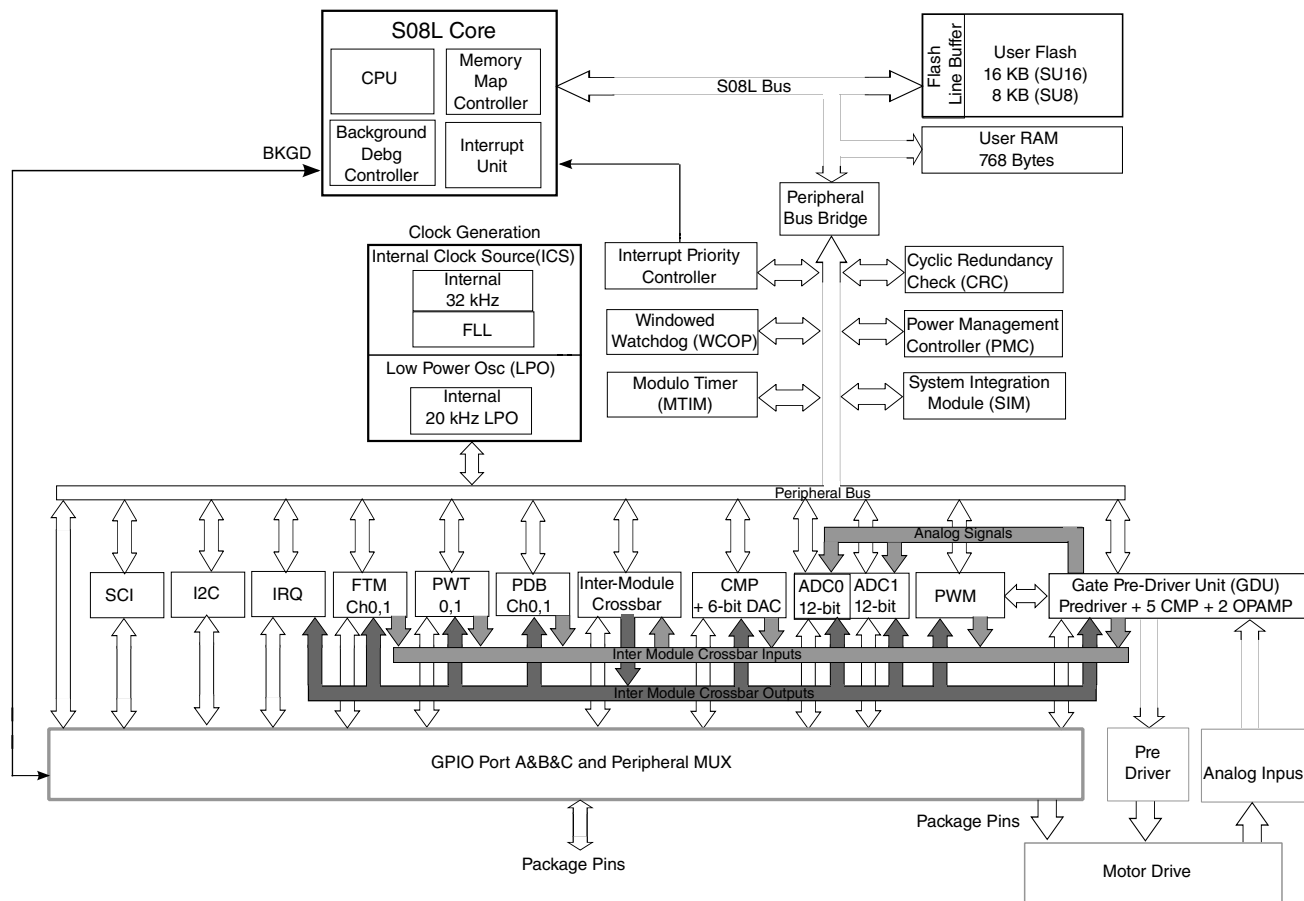 S08L Core
CPU
Memory
Map
Controller
Background
Debg
Controller
Interrupt
Unit
BKGD
S08L Bus
Flash
Line Buffer
User Flash
16 KB (SU16)
8 KB (SU8)
User RAM
768 Bytes
Peripheral
Bus Bridge
Clock Generation
Internal Clock Source(ICS)
Internal
32 kHz
FLL
Low Power Osc (LPO)
Internal
20 kHz LPO
Interrupt Priority
Controller
Cyclic Redundancy
Check (CRC)
Windowed
Watchdog (WCOP)
Power Management
Controller (PMC)
Modulo Timer
(MTIM)
System Integration
Module (SIM)
Peripheral Bus
Analog Signals
SCI
I2C
IRQ
FTM
Ch0,1
PWT
0,1
PDB
Ch0,1
Inter-Module
Crossbar
CMP
+ 6-bit DAC
ADC0
12-bit
ADC1
12-bit
PWM
Gate Pre-Driver Unit (GDU)
Predriver + 5 CMP + 2 OPAMP
Inter Module Crossbar Inputs
Inter Module Crossbar Outputs
GPIO Port A&B&C and Peripheral MUX
Pre
Driver
Analog Inpus
Package Pins
Package Pins
Motor Drive